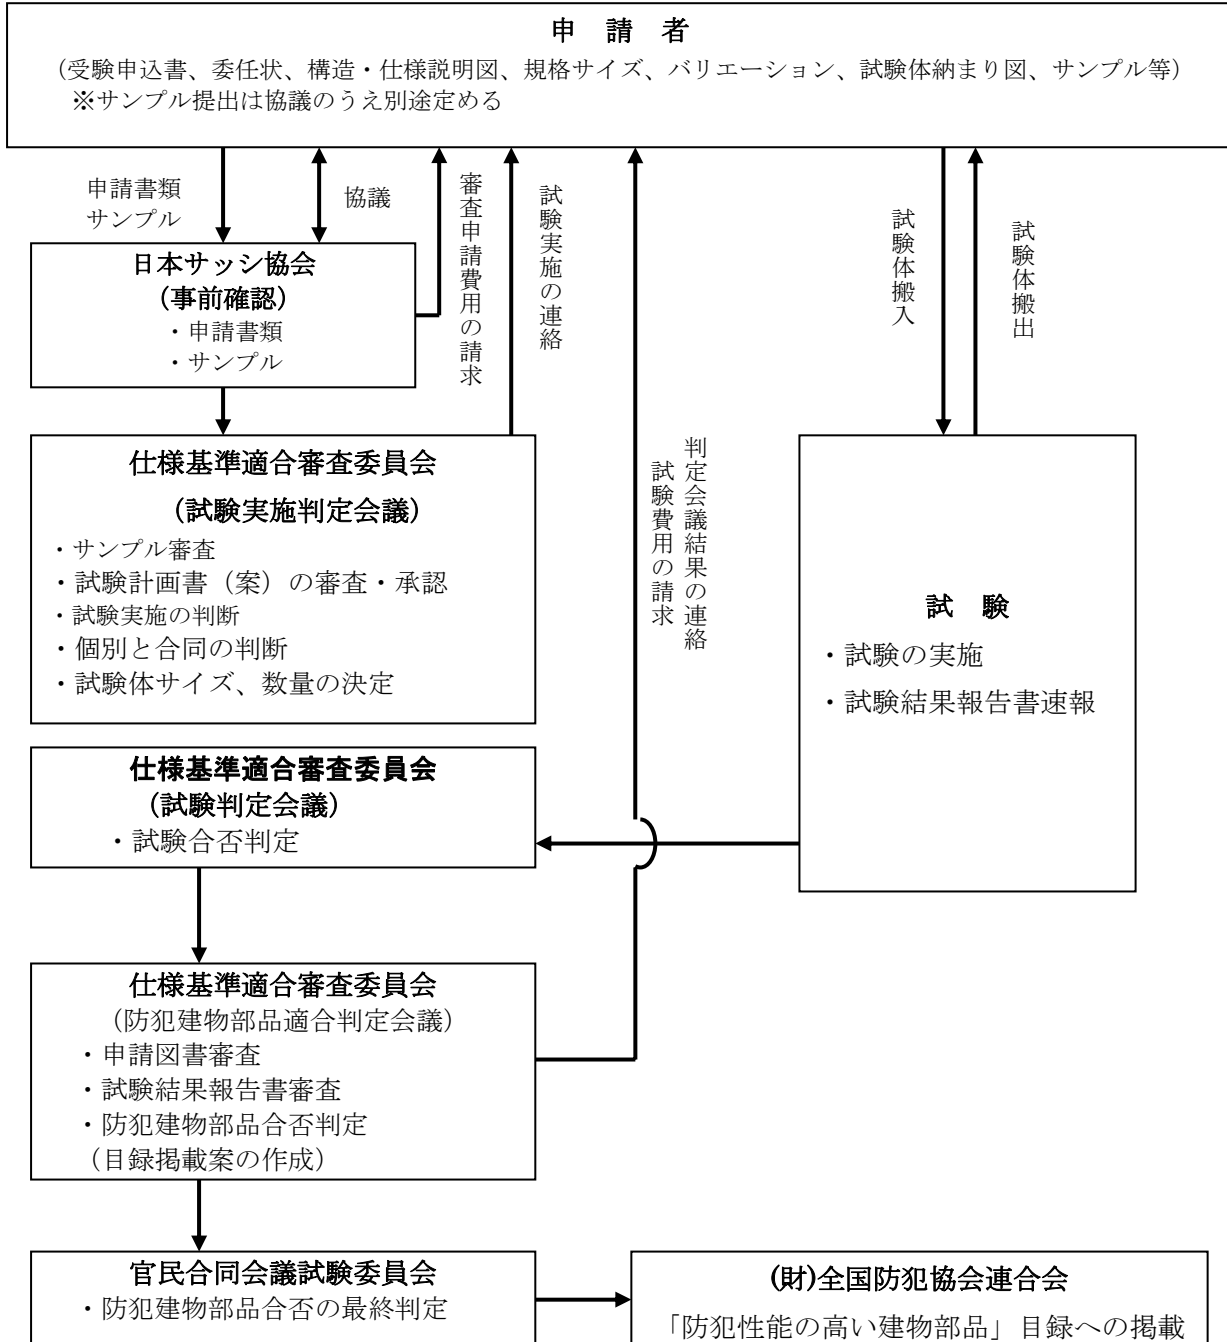 申　請　者
（受験申込書、委任状、構造・仕様説明図、規格サイズ、バリエーション、試験体納まり図、サンプル等）
※サンプル提出は協議のうえ別途定める
申請書類
サンプル
協議
審査申請費用の請求
試験実施の連絡
試験体搬入
試験体搬出
日本サッシ協会
（事前確認）
・申請書類
・サンプル
仕様基準適合審査委員会
（試験実施判定会議）
・サンプル審査
・試験計画書（案）の審査・承認
・試験実施の判断
・個別と合同の判断
・試験体サイズ、数量の決定
判定会議結果の連絡
試験費用の請求
試　験
・試験の実施
・試験結果報告書速報
仕様基準適合審査委員会
（試験判定会議）
・試験合否判定
仕様基準適合審査委員会
（防犯建物部品適合判定会議）
・申請図書審査
・試験結果報告書審査
・防犯建物部品合否判定
（目録掲載案の作成）
官民合同会議試験委員会
・防犯建物部品合否の最終判定
(財)全国防犯協会連合会
「防犯性能の高い建物部品」目録への掲載